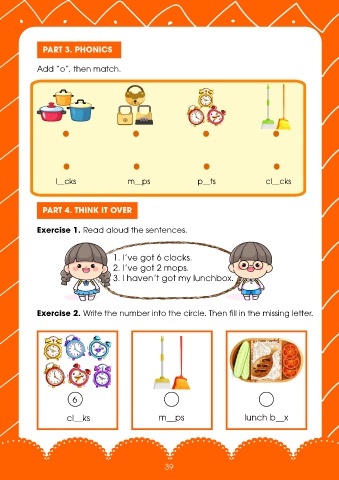 PART 3. PHONICS
Add "o", then match.
l__cks
m__ps
p__ts
cl__cks
PART 4. THINK IT OVER
Exercise 1. Read aloud the sentences.
1. I've got 6 clocks.
2. I've got 2 mops.
3. I haven't got my lunchbox.
Exercise 2. Write the number into the circle. Then fill in the missing letter.
6
cl__ks
m__ps
lunch b__x
39